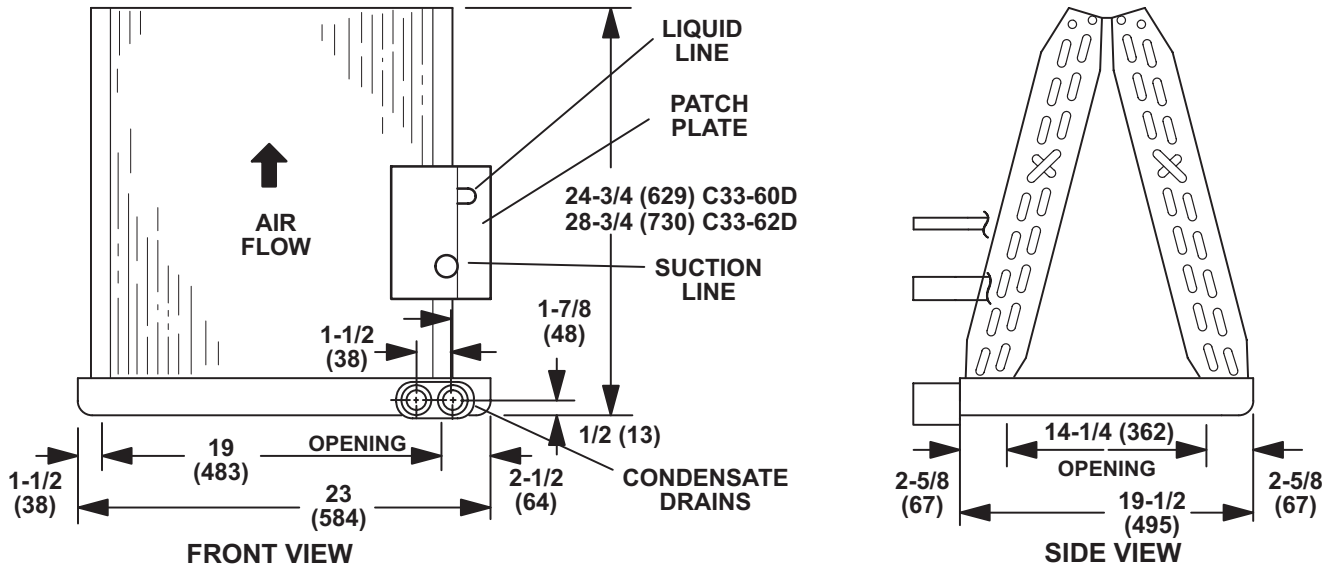 LIQUID
LINE
PATCH
PLATE
AIR
FLOW
24-3/4 (629) C33-60D
28-3/4 (730) C33-62D
SUCTION
LINE
1-7/8
(48)
1-1/2
(38)
1/2 (13)
19
(483)
OPENING
1-1/2
(38)
2-1/2
(64)
23
(584)
CONDENSATE
DRAINS
FRONT VIEW
14-1/4 (362)
OPENING
2-5/8
(67)
19-1/2
(495)
2-5/8
(67)
SIDE VIEW